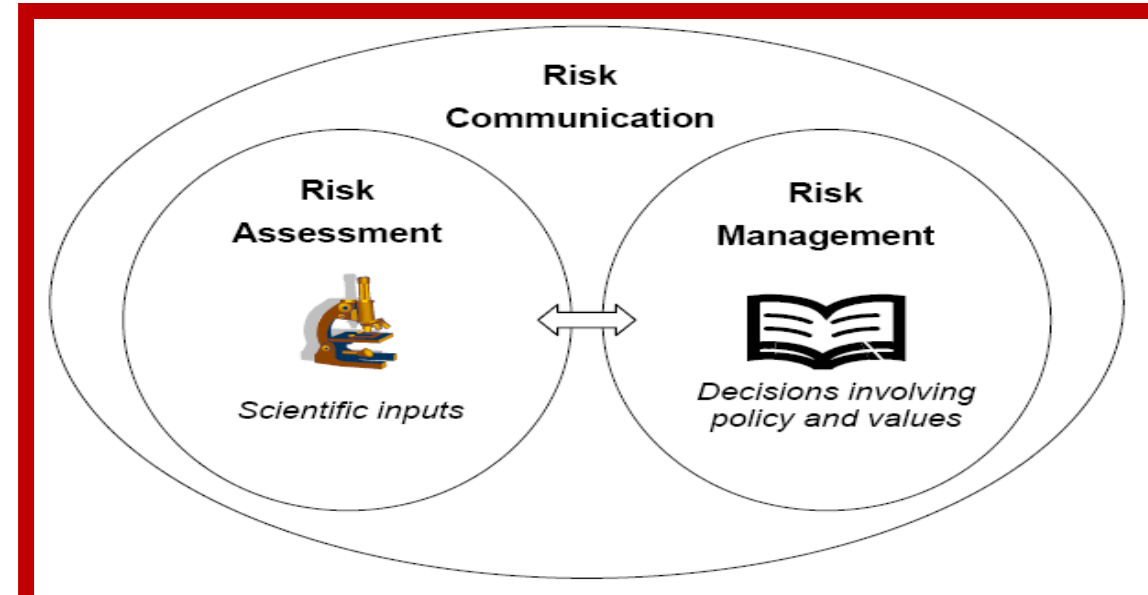 Risk
Communication
Risk
Assessment
Scientific inputs
Risk
Management
Decisions involving
policy and values